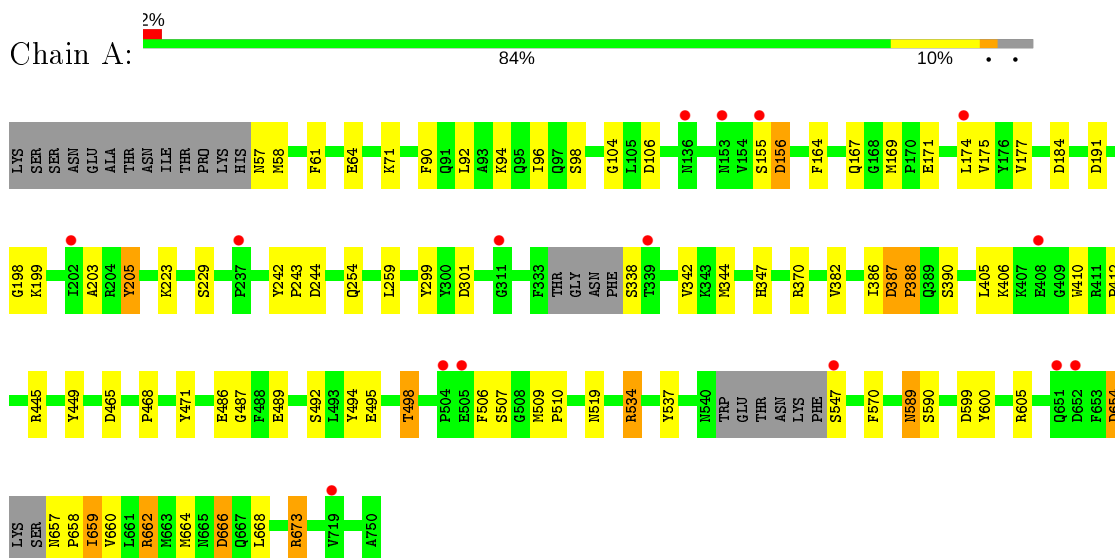 2%
Chain A:
84% 10% • •
LYS SER SER ASN GLU ALA THR ASN ILE THR PRO LYS HIS N57 M58 F61 E64 K71 F90 Q91 L92 A93 K94 Q95 I96 Q97 S98 G104 L105 D106 N136 N153 V154 S155 D156 F164 Q167 G168 M169 P170 E171 L174 V175 Y176 V177 D184 D191
G198 K199 I202 A203 R204 Y205 K223 S229 P237 Y242 P243 D244 Q254 L259 Y299 Y300 D301 G311 F333 THR GLY ASN PHE S338 T339 V342 K343 M344 H347 R370 V382 I386 D387 P388 Q389 S390 L405 K406 K407 E408 G409 W410 R411 P412
R445 Y449 D465 P468 Y471 E486 G487 F488 E489 S492 L493 Y494 E495 T498 P504 E505 F506 S507 G508 M509 P510 N519 R534 Y537 N540 TRP GLU THR ASN LYS PHE S547 F570 N589 S590 D599 Y600 R605 Q651 D652 F653 D654
LYS SER N657 P658 I659 V660 L661 R662 M663 M664 N665 D666 Q667 L668 R673 V719 A750